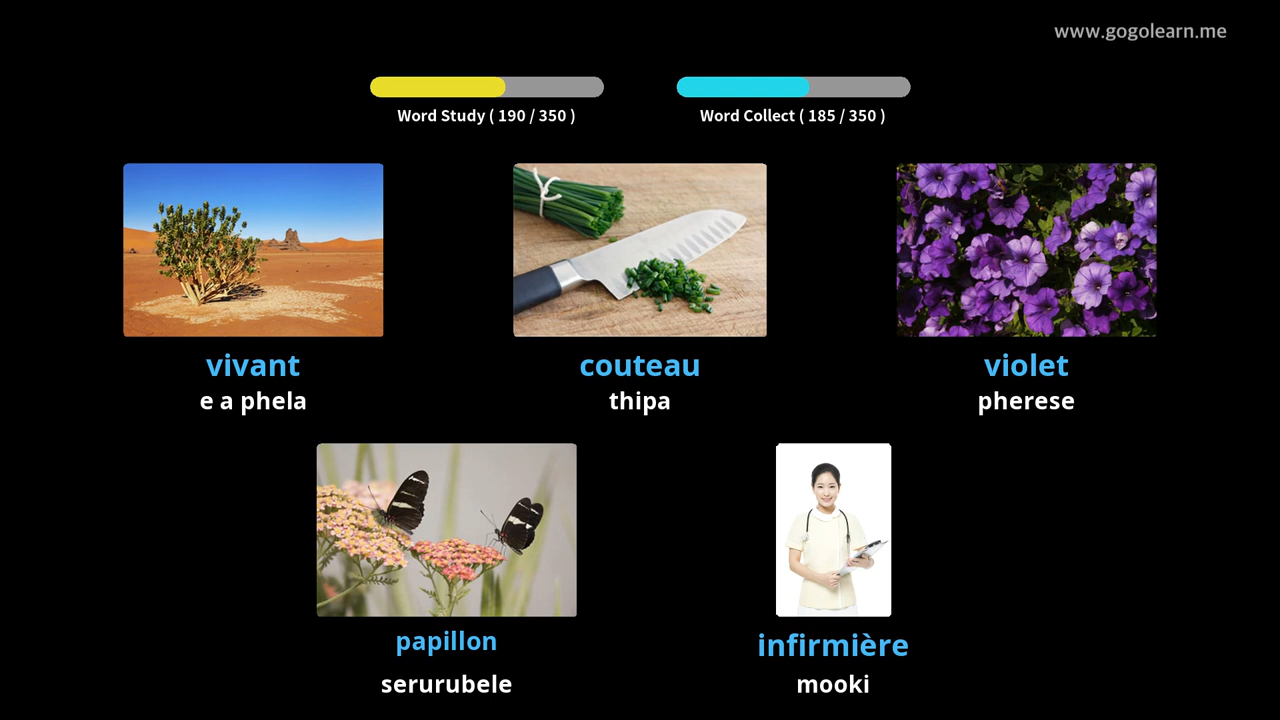 www.gogolearn.me
Word Study ( 190 / 350 )
Word Collect ( 185 / 350 )
vivant
e a phela
couteau
thipa
violet
pherese
papillon
serurubele
infirmière
mooki